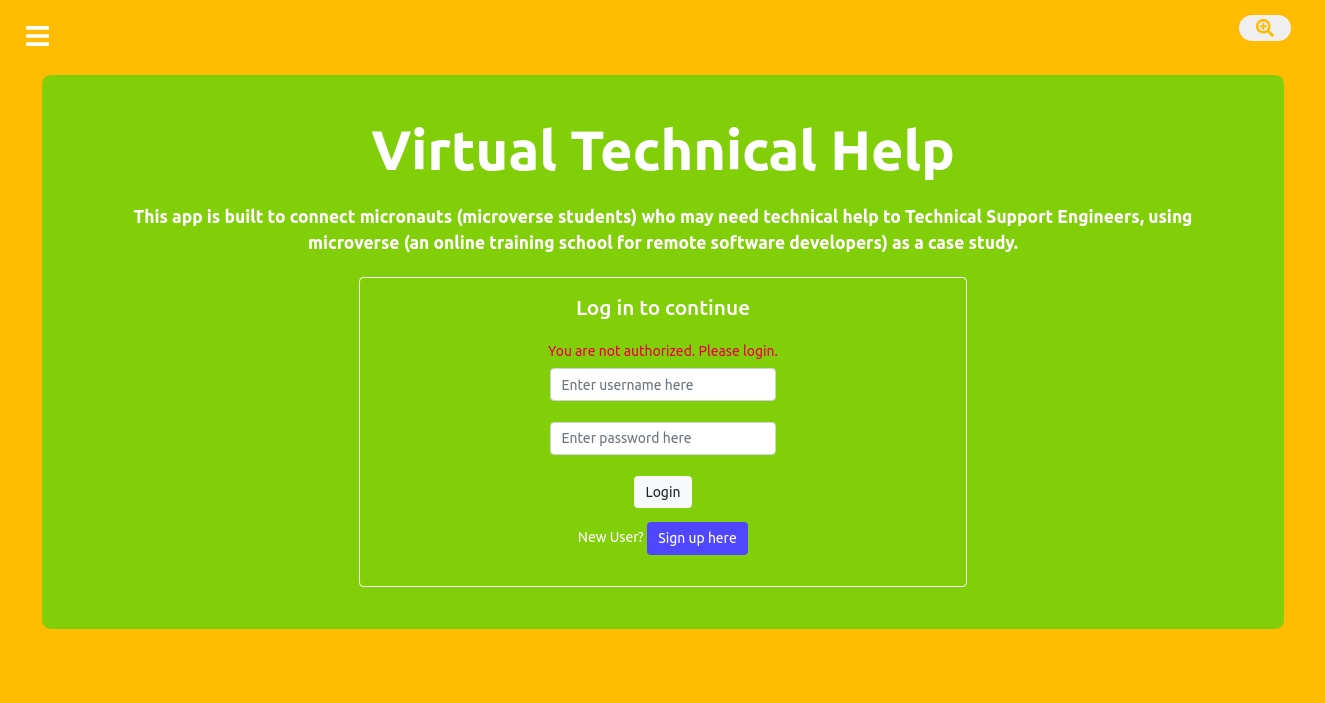 Virtual Technical Help
This app is built to connect micronauts (microverse students) who may need technical help to Technical Support Engineers, using
microverse (an online training school for remote software developers) as a case study.
Log in to continue
You are not authorized. Please login.
Enter username here
Enter password here
Login
New User? Sign up here